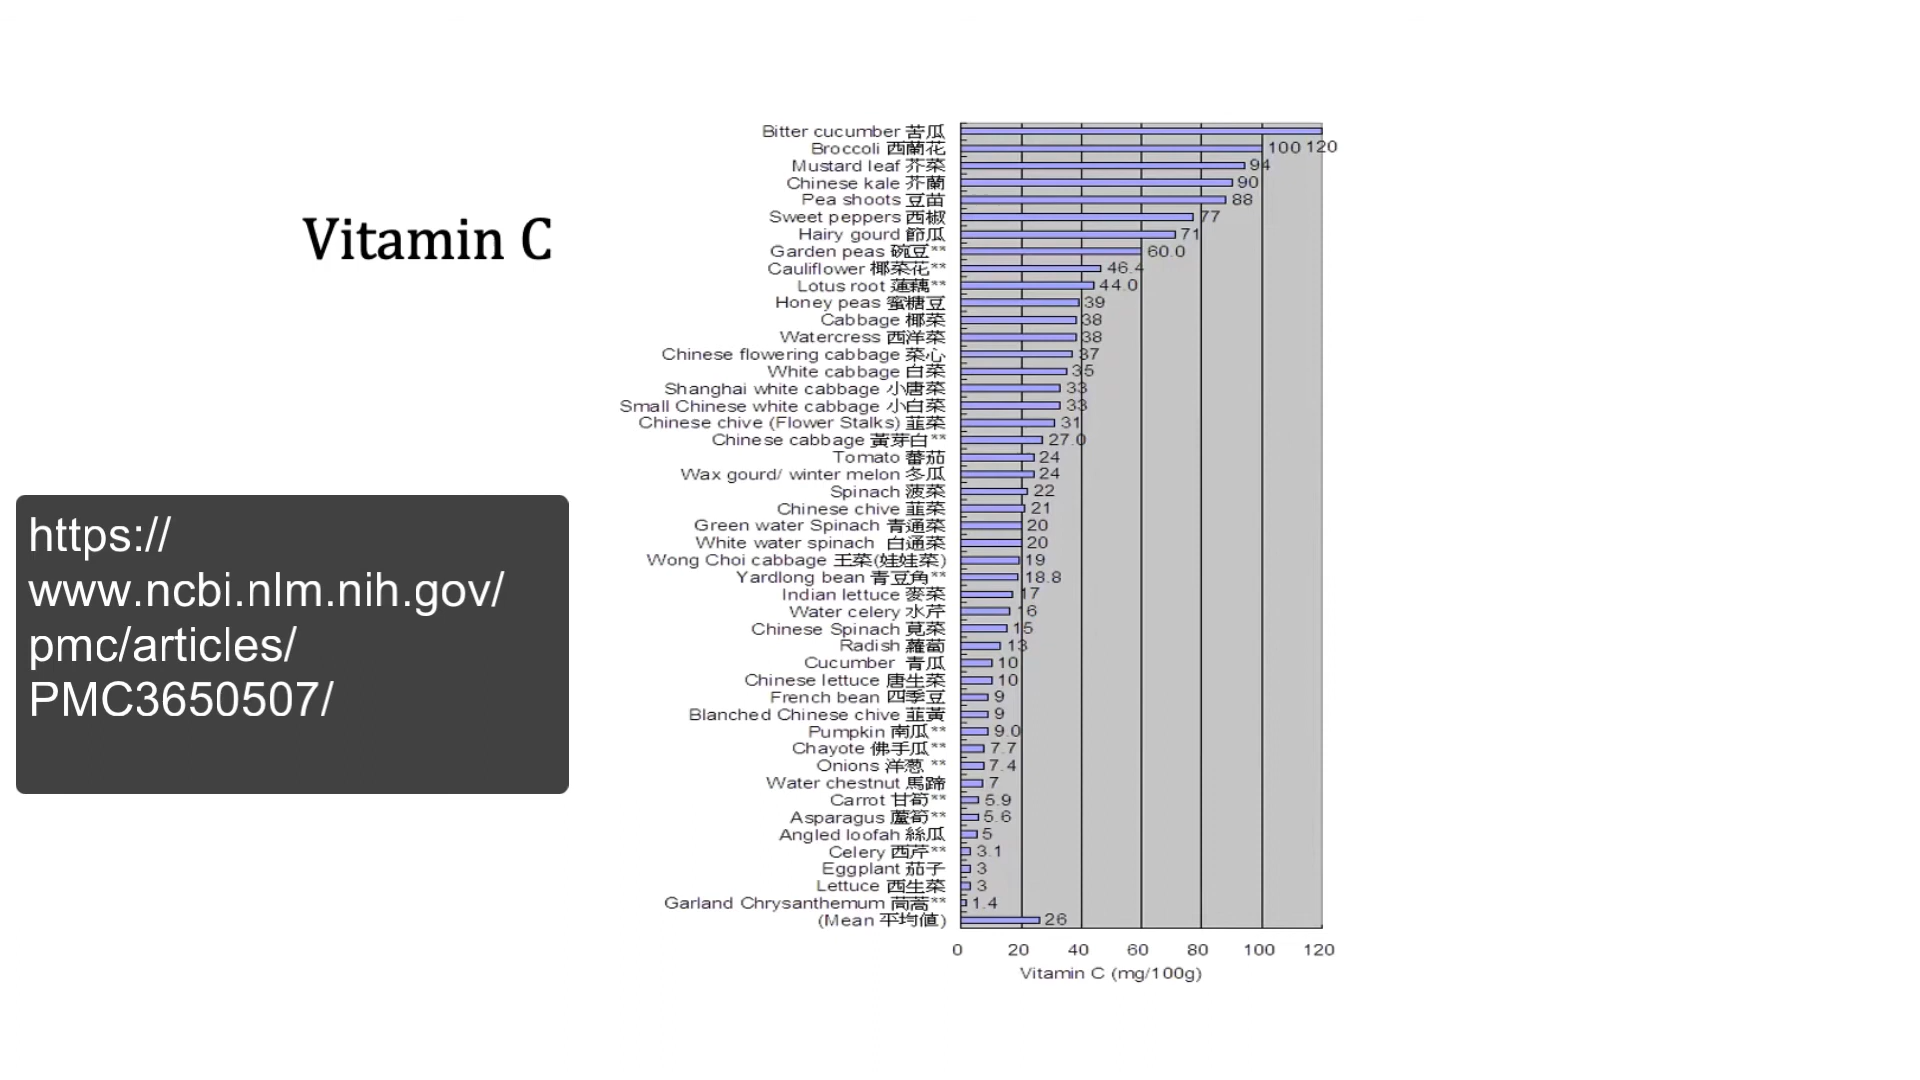 Vitamin C
https://
www.ncbi.nlm.nih.gov/
pmc/articles/
PMC3650507/
Bitter cucumber 苦瓜 120
Broccoli 西蘭花 100
Mustard leaf 芥菜 94
Chinese kale 芥蘭 90
Pea shoots 豆苗 88
Sweet peppers 西椒 77
Hairy gourd 節瓜 71
Garden peas 碗豆** 60.0
Cauliflower 椰菜花** 46.4
Lotus root 蓮藕** 44.0
Honey peas 蜜糖豆 39
Cabbage 椰菜 38
Watercress 西洋菜 38
Chinese flowering cabbage 菜心 37
White cabbage 白菜 35
Shanghai white cabbage 小唐菜 33
Small Chinese white cabbage 小白菜 33
Chinese chive (Flower Stalks) 韮菜 31
Chinese cabbage 黃芽白** 27.0
Tomato 蕃茄 24
Wax gourd/ winter melon 冬瓜 24
Spinach 菠菜 22
Chinese chive 韮菜 21
Green water Spinach 青通菜 20
White water spinach 白通菜 20
Wong Choi cabbage 王菜(娃娃菜) 19
Yardlong bean 青豆角** 18.8
Indian lettuce 麥菜 17
Water celery 水芹 16
Chinese Spinach 莧菜 15
Radish 蘿蔔 13
Cucumber 青瓜 10
Chinese lettuce 唐生菜 10
French bean 四季豆 9
Blanched Chinese chive 韮黃 9
Pumpkin 南瓜** 9.0
Chayote 佛手瓜** 7.7
Onions 洋葱 ** 7.4
Water chestnut 馬蹄 7
Carrot 甘筍** 5.9
Asparagus 蘆筍** 5.6
Angled loofah 絲瓜 5
Celery 西芹** 3.1
Eggplant 茄子 3
Lettuce 西生菜 3
Garland Chrysanthemum 茼蒿** 1.4
(Mean 平均値) 26
0 20 40 60 80 100 120
Vitamin C (mg/100g)